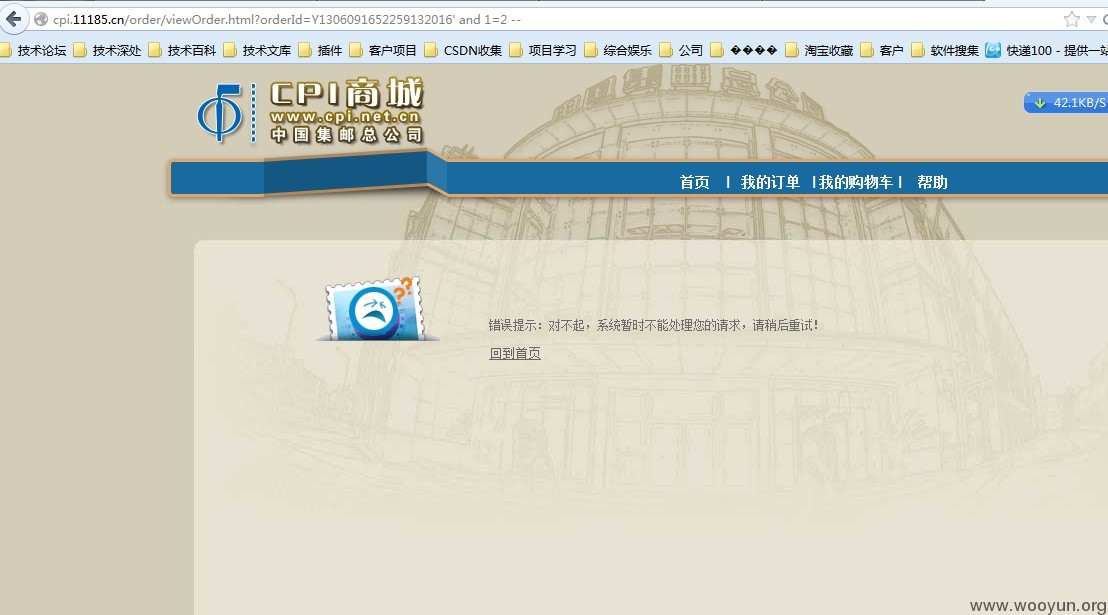 cpi.11185.cn/order/viewOrder.html?orderId=Y1306091652259132016' and 1=2 --
技术论坛 技术深处 技术百科 技术文库 插件 客户项目 CSDN收集 项目学习 综合娱乐 公司 ���� 淘宝收藏 客户 软件搜集 快递100 - 提供一站
CPI商城
www.cpi.net.cn
中国集邮总公司
42.1KB/S
首页 | 我的订单 |我的购物车| 帮助
??
错误提示：对不起，系统暂时不能处理您的请求，请稍后重试！
回到首页
www.wooyun.org